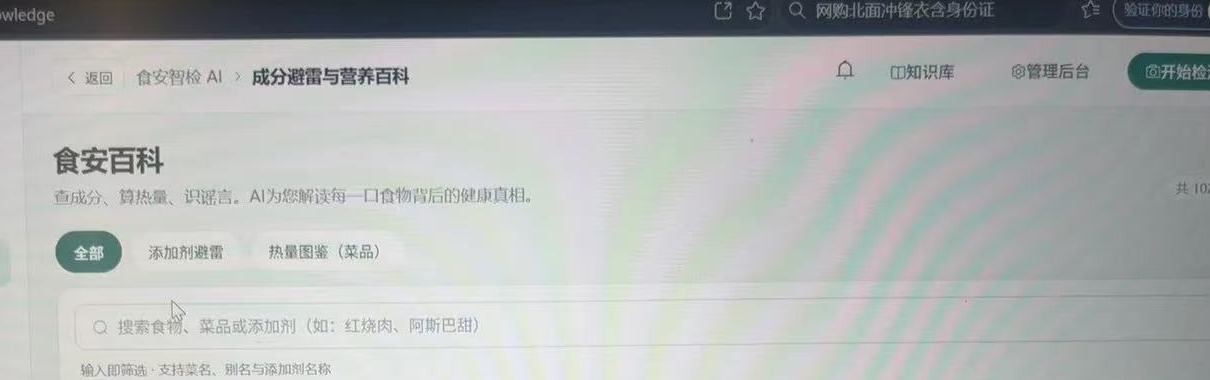 owledge 网购北面冲锋衣含身份证 验证你的身份
返回 食安智检 AI > 成分避雷与营养百科 知识库 管理后台 开始检
食安百科
查成分、算热量、识谣言。AI为您解读每一口食物背后的健康真相。
共 102
全部 添加剂避雷 热量图鉴（菜品）
搜索食物、菜品或添加剂（如：红烧肉、阿斯巴甜）
输入即筛选 · 支持菜名、别名与添加剂名称